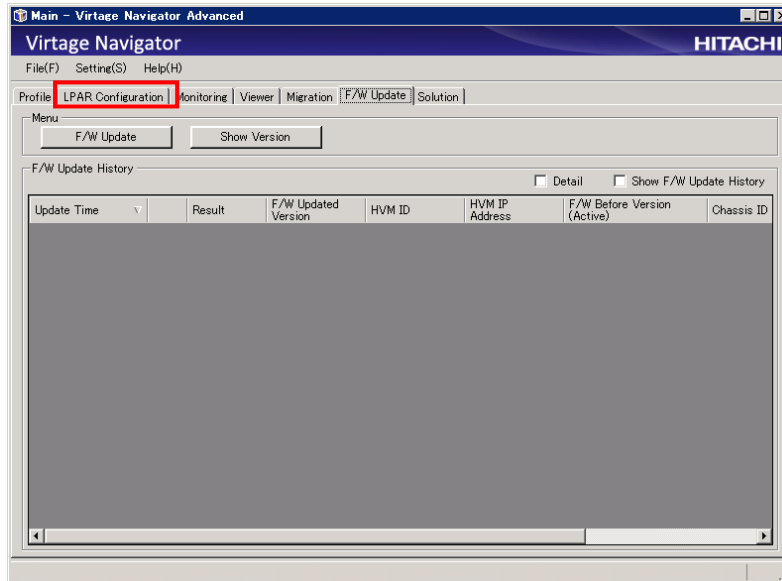 Main - Virtage Navigator Advanced
Virtage Navigator
HITACHI
File(F) Setting(S) Help(H)
Profile LPAR Configuration Monitoring Viewer Migration F/W Update Solution
Menu
F/W Update Show Version
F/W Update History
Detail Show F/W Update History
Update Time Result F/W Updated Version HVM ID HVM IP Address F/W Before Version (Active) Chassis ID